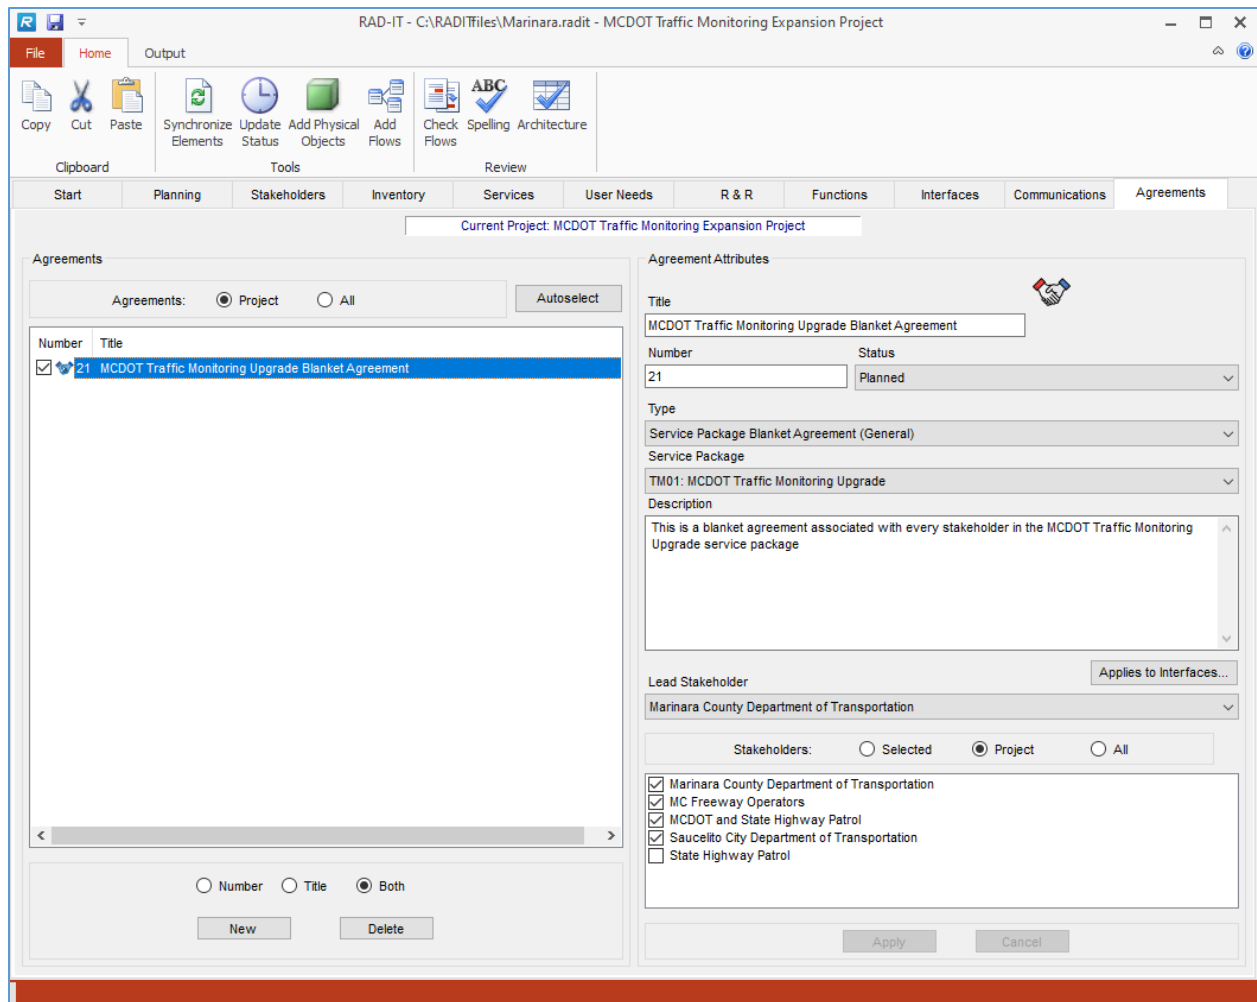 RAD-IT - C:\RADITfiles\Marinara.radit - MCDOT Traffic Monitoring Expansion Project
File Home Output
Copy Cut Paste Synchronize Elements Update Status Add Physical Objects Add Flows Check Flows ABC Spelling Architecture
Clipboard Tools Review
Start Planning Stakeholders Inventory Services User Needs R & R Functions Interfaces Communications Agreements
Current Project: MCDOT Traffic Monitoring Expansion Project
Agreements
Agreements: Project All Autoselect
Number Title
21 MCDOT Traffic Monitoring Upgrade Blanket Agreement
Number Title Both
New Delete
Agreement Attributes
Title
MCDOT Traffic Monitoring Upgrade Blanket Agreement
Number Status
21 Planned
Type
Service Package Blanket Agreement (General)
Service Package
TM01: MCDOT Traffic Monitoring Upgrade
Description
This is a blanket agreement associated with every stakeholder in the MCDOT Traffic Monitoring
Upgrade service package
Applies to Interfaces...
Lead Stakeholder
Marinara County Department of Transportation
Stakeholders: Selected Project All
Marinara County Department of Transportation
MC Freeway Operators
MCDOT and State Highway Patrol
Saucelito City Department of Transportation
State Highway Patrol
Apply Cancel